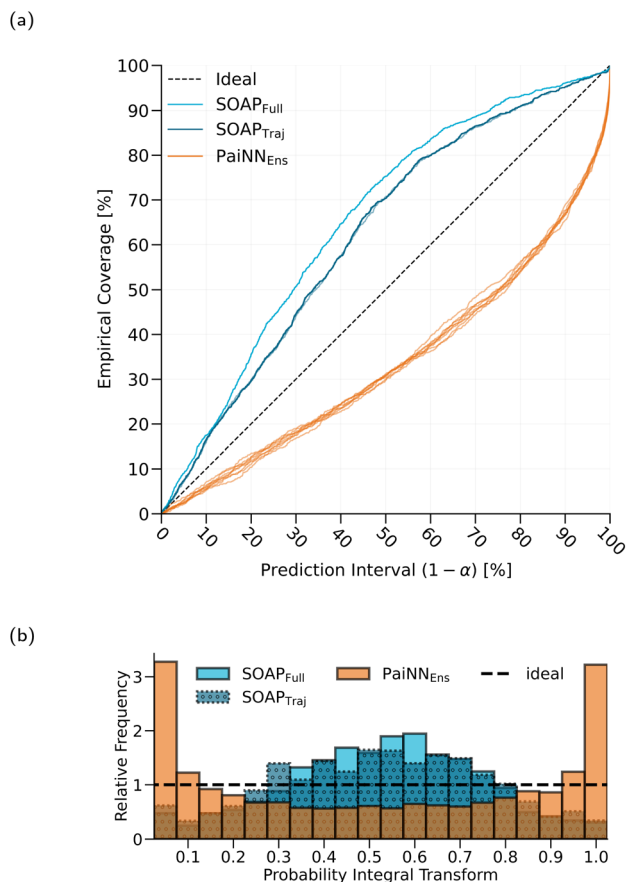 (a)
100
90
80
70
60
50
40
30
20
10
0
Empirical Coverage [%]
Ideal
SOAP_Full
SOAP_Traj
PaiNN_Ens
0 10 20 30 40 50 60 70 80 90 100
Prediction Interval (1 − α) [%]
(b)
3
2
1
0
Relative Frequency
SOAP_Full PaiNN_Ens ideal
SOAP_Traj
0.1 0.2 0.3 0.4 0.5 0.6 0.7 0.8 0.9 1.0
Probability Integral Transform